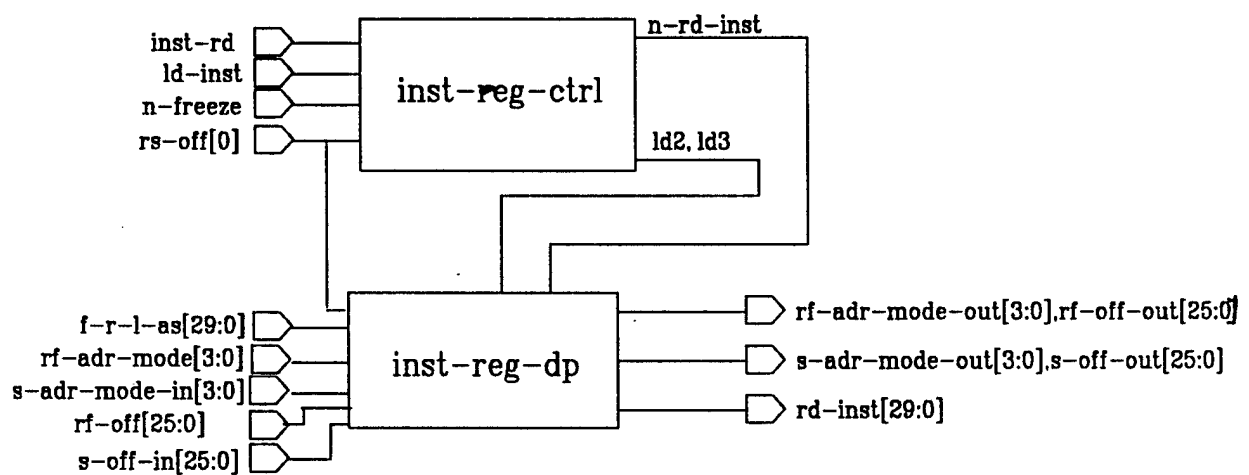 n-rd-inst
inst-rd
ld-inst
inst-reg-ctrl
n-freeze
rs-off[0]
ld2, ld3
f-r-l-as[29:0]
rf-adr-mode[3:0]
s-adr-mode-in[3:0]
rf-off[25:0]
s-off-in[25:0]
inst-reg-dp
rf-adr-mode-out[3:0],rf-off-out[25:0]
s-adr-mode-out[3:0],s-off-out[25:0]
rd-inst[29:0]